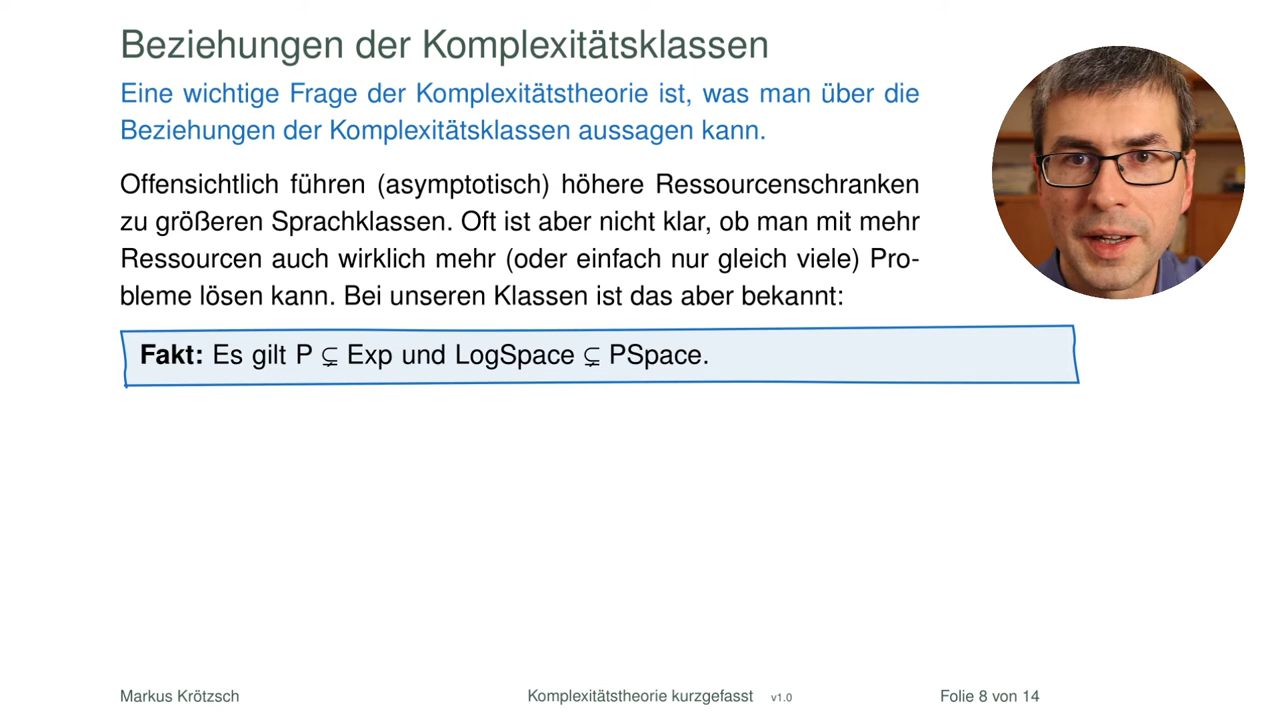 Beziehungen der Komplexitätsklassen
Eine wichtige Frage der Komplexitätstheorie ist, was man über die
Beziehungen der Komplexitätsklassen aussagen kann.
Offensichtlich führen (asymptotisch) höhere Ressourcenschranken
zu größeren Sprachklassen. Oft ist aber nicht klar, ob man mit mehr
Ressourcen auch wirklich mehr (oder einfach nur gleich viele) Pro-
bleme lösen kann. Bei unseren Klassen ist das aber bekannt:
Fakt: Es gilt P ⊊ Exp und LogSpace ⊊ PSpace.
Markus Krötzsch Komplexitätstheorie kurzgefasst v1.0 Folie 8 von 14